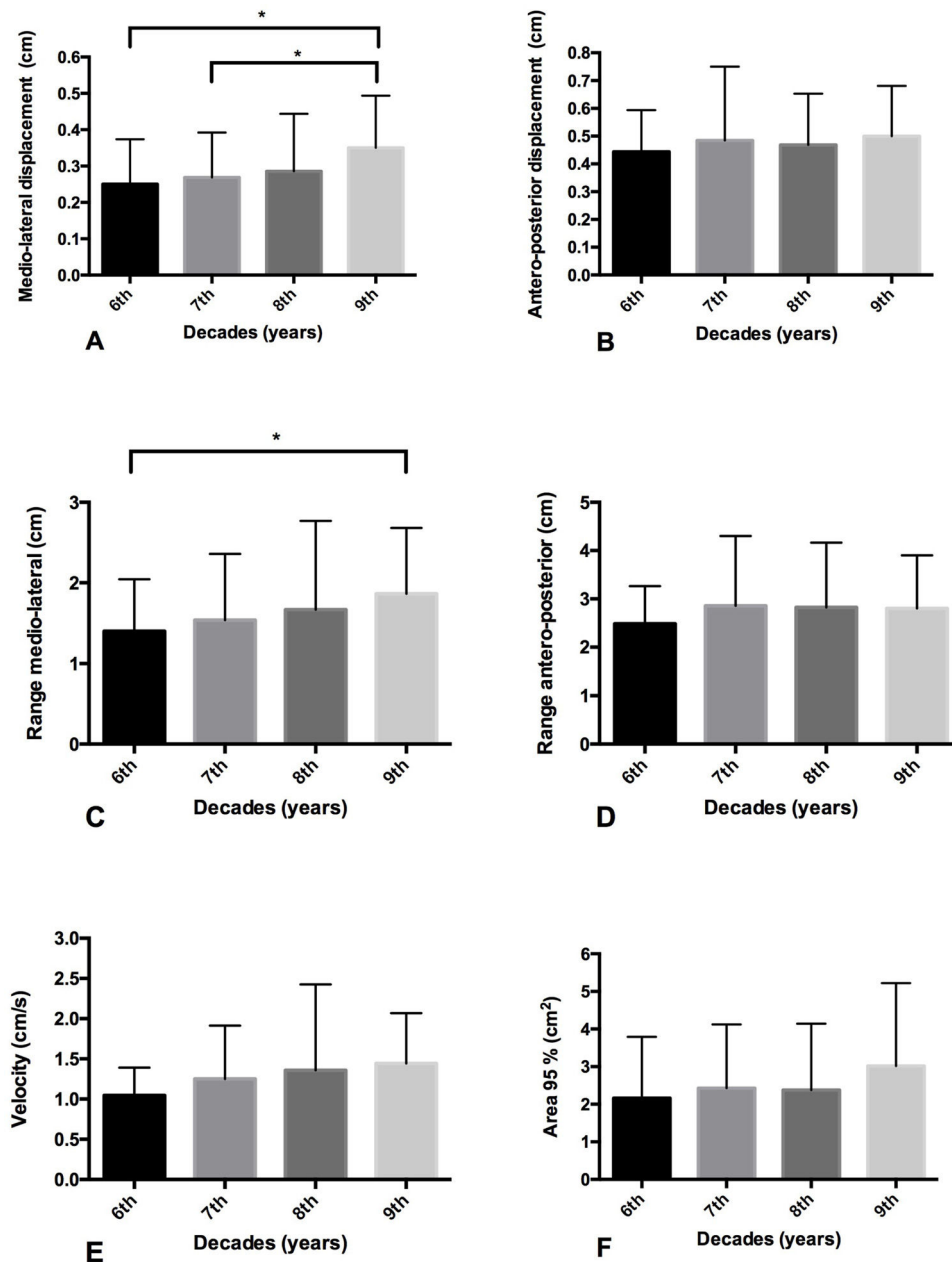 *
*
Medio-lateral displacement (cm)
0.6
0.5
0.4
0.3
0.2
0.1
0.0
6th 7th 8th 9th
Decades (years)
A
Antero-posterior displacement (cm)
0.8
0.7
0.6
0.5
0.4
0.3
0.2
0.1
0.0
6th 7th 8th 9th
Decades (years)
B
*
Range medio-lateral (cm)
3
2
1
0
6th 7th 8th 9th
Decades (years)
C
Range antero-posterior (cm)
5
4
3
2
1
0
6th 7th 8th 9th
Decades (years)
D
Velocity (cm/s)
3.0
2.5
2.0
1.5
1.0
0.5
0.0
6th 7th 8th 9th
Decades (years)
E
Area 95 % (cm²)
6
5
4
3
2
1
0
6th 7th 8th 9th
Decades (years)
F